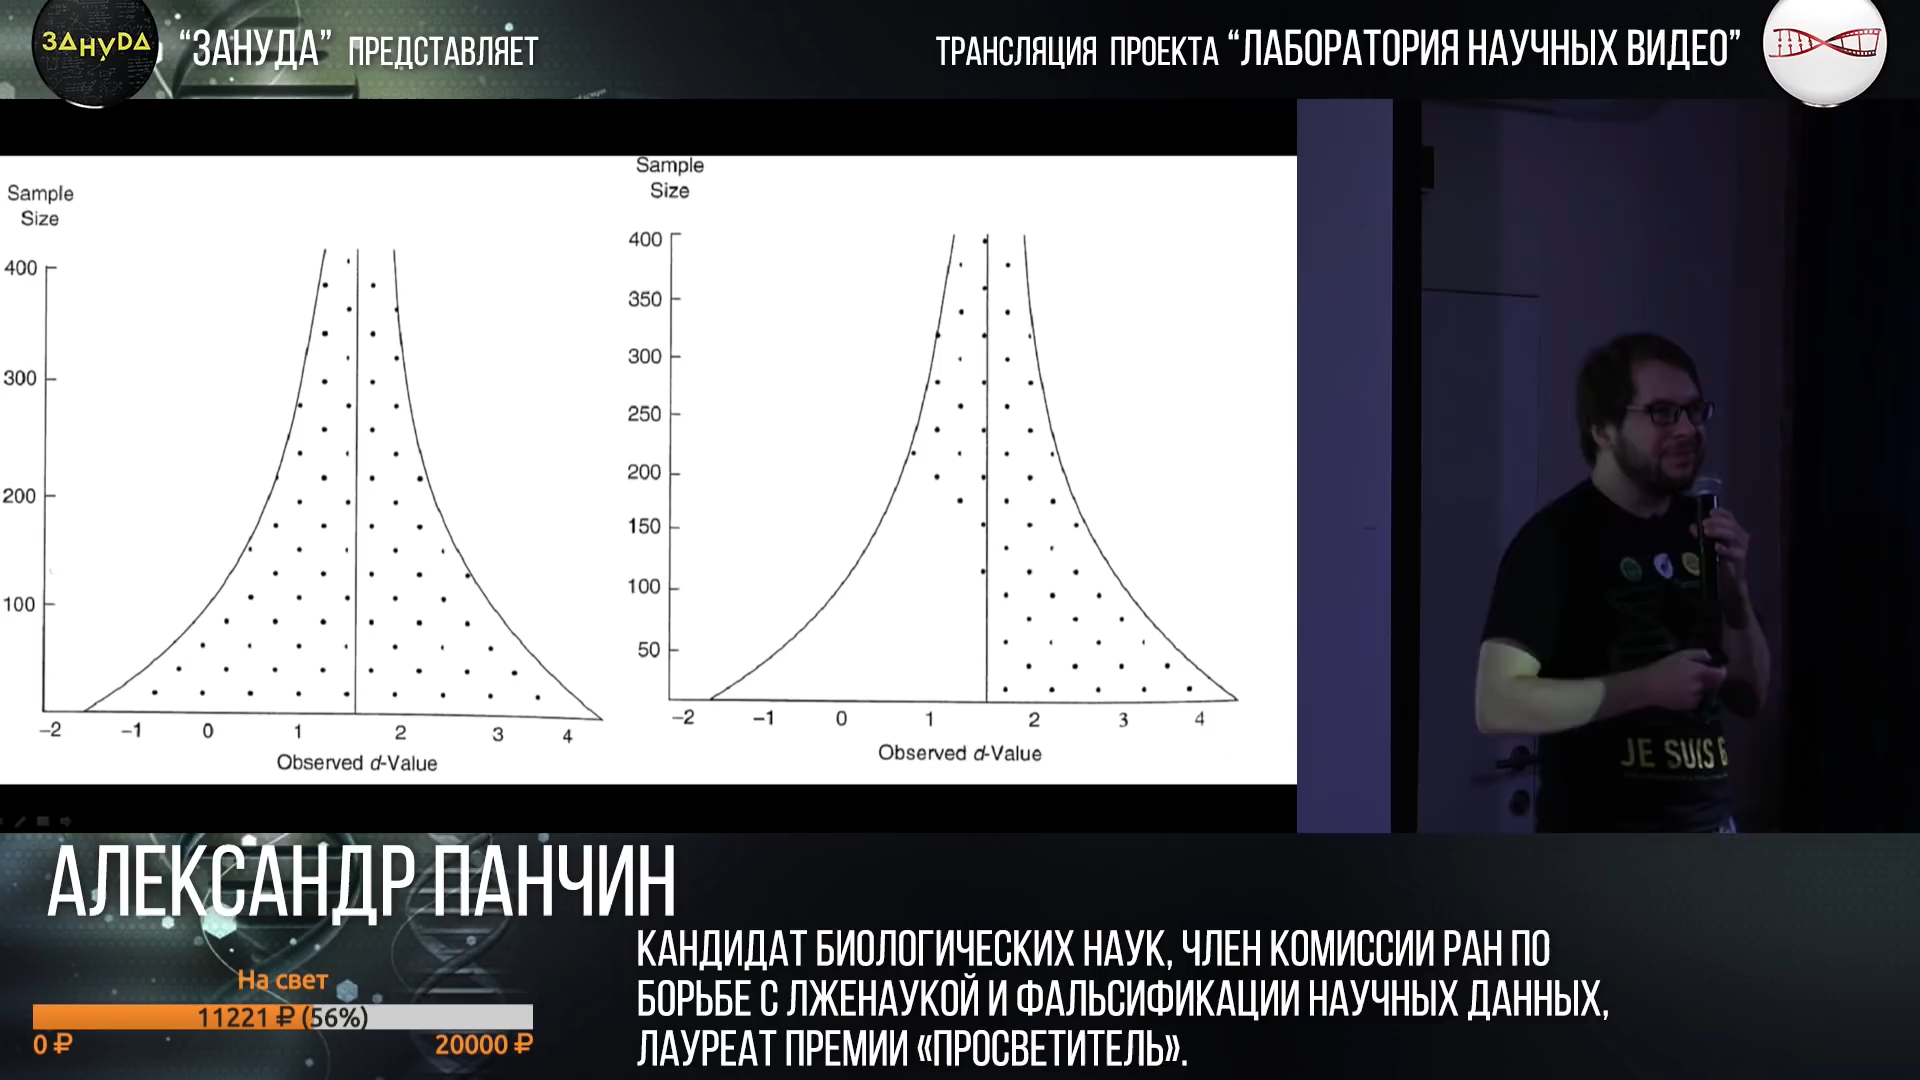 ЗАНУДА
“ЗАНУДА” ПРЕДСТАВЛЯЕТ
ТРАНСЛЯЦИЯ ПРОЕКТА “ЛАБОРАТОРИЯ НАУЧНЫХ ВИДЕО”
Sample
Size
400
300
200
100
-2 -1 0 1 2 3 4
Observed d-Value
Sample
Size
400
350
300
250
200
150
100
50
-2 -1 0 1 2 3 4
Observed d-Value
JE SUIS
АЛЕКСАНДР ПАНЧИН
КАНДИДАТ БИОЛОГИЧЕСКИХ НАУК, ЧЛЕН КОМИССИИ РАН ПО
БОРЬБЕ С ЛЖЕНАУКОЙ И ФАЛЬСИФИКАЦИИ НАУЧНЫХ ДАННЫХ,
ЛАУРЕАТ ПРЕМИИ «ПРОСВЕТИТЕЛЬ».
На свет
11221 ₽ (56%)
0 ₽ 20000 ₽